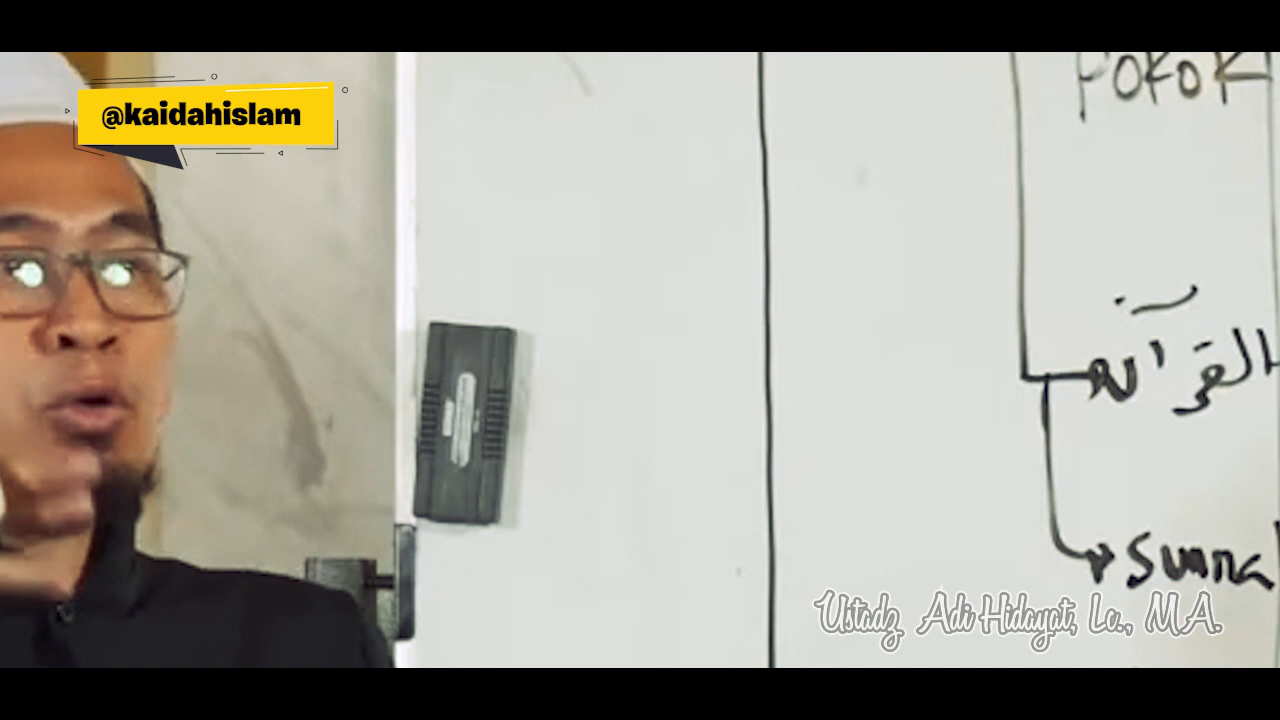 @kaidahislam
POKOK
القرآن
Sunna
Ustadz Adi Hidayat, Lc., M.A.